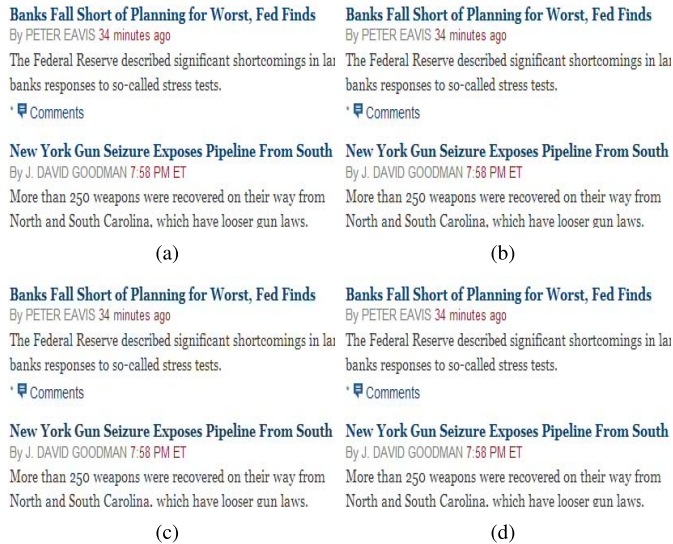 Banks Fall Short of Planning for Worst, Fed Finds
By PETER EAVIS 34 minutes ago
The Federal Reserve described significant shortcomings in lar
banks responses to so-called stress tests.
* Comments
New York Gun Seizure Exposes Pipeline From South
By J. DAVID GOODMAN 7:58 PM ET
More than 250 weapons were recovered on their way from
North and South Carolina, which have looser gun laws.
(a)
Banks Fall Short of Planning for Worst, Fed Finds
By PETER EAVIS 34 minutes ago
The Federal Reserve described significant shortcomings in lar
banks responses to so-called stress tests.
* Comments
New York Gun Seizure Exposes Pipeline From South
By J. DAVID GOODMAN 7:58 PM ET
More than 250 weapons were recovered on their way from
North and South Carolina, which have looser gun laws.
(b)
Banks Fall Short of Planning for Worst, Fed Finds
By PETER EAVIS 34 minutes ago
The Federal Reserve described significant shortcomings in lar
banks responses to so-called stress tests.
* Comments
New York Gun Seizure Exposes Pipeline From South
By J. DAVID GOODMAN 7:58 PM ET
More than 250 weapons were recovered on their way from
North and South Carolina, which have looser gun laws.
(c)
Banks Fall Short of Planning for Worst, Fed Finds
By PETER EAVIS 34 minutes ago
The Federal Reserve described significant shortcomings in lar
banks responses to so-called stress tests.
* Comments
New York Gun Seizure Exposes Pipeline From South
By J. DAVID GOODMAN 7:58 PM ET
More than 250 weapons were recovered on their way from
North and South Carolina, which have looser gun laws.
(d)